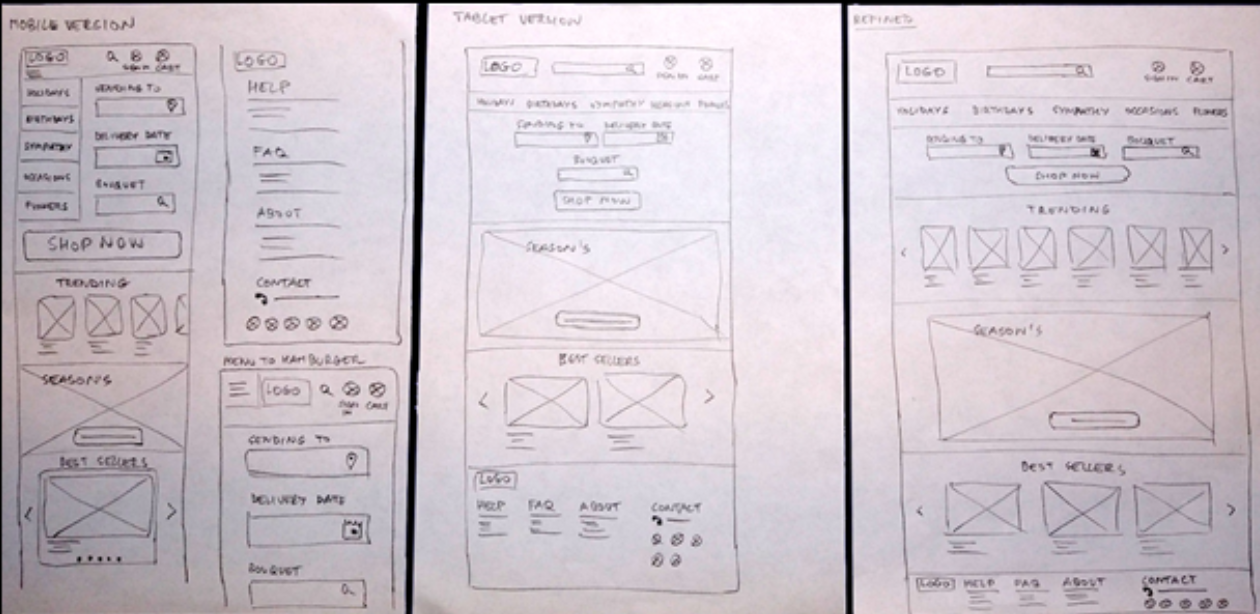 MOBILE VERSION
LOGO
SIGN IN CART
HOLIDAYS
BIRTHDAYS
SYMPATHY
OCCASIONS
FLOWERS
SENDING TO
DELIVERY DATE
BOUQUET
SHOP NOW
TRENDING
SEASON'S
BEST SELLERS
LOGO
HELP
FAQ
ABOUT
CONTACT
MENU TO HAMBURGER
LOGO
SIGN IN CART
SENDING TO
DELIVERY DATE
BOUQUET
TABLET VERSION
LOGO
SIGN IN CART
HOLIDAYS BIRTHDAYS SYMPATHY OCCASIONS FLOWERS
SENDING TO DELIVERY DATE
BOUQUET
SHOP NOW
SEASON'S
BEST SELLERS
LOGO
HELP FAQ ABOUT CONTACT
REFINED
LOGO
SIGN IN CART
HOLIDAYS BIRTHDAYS SYMPATHY OCCASIONS FLOWERS
SENDING TO DELIVERY DATE BOUQUET
SHOP NOW
TRENDING
SEASON'S
BEST SELLERS
LOGO HELP FAQ ABOUT CONTACT